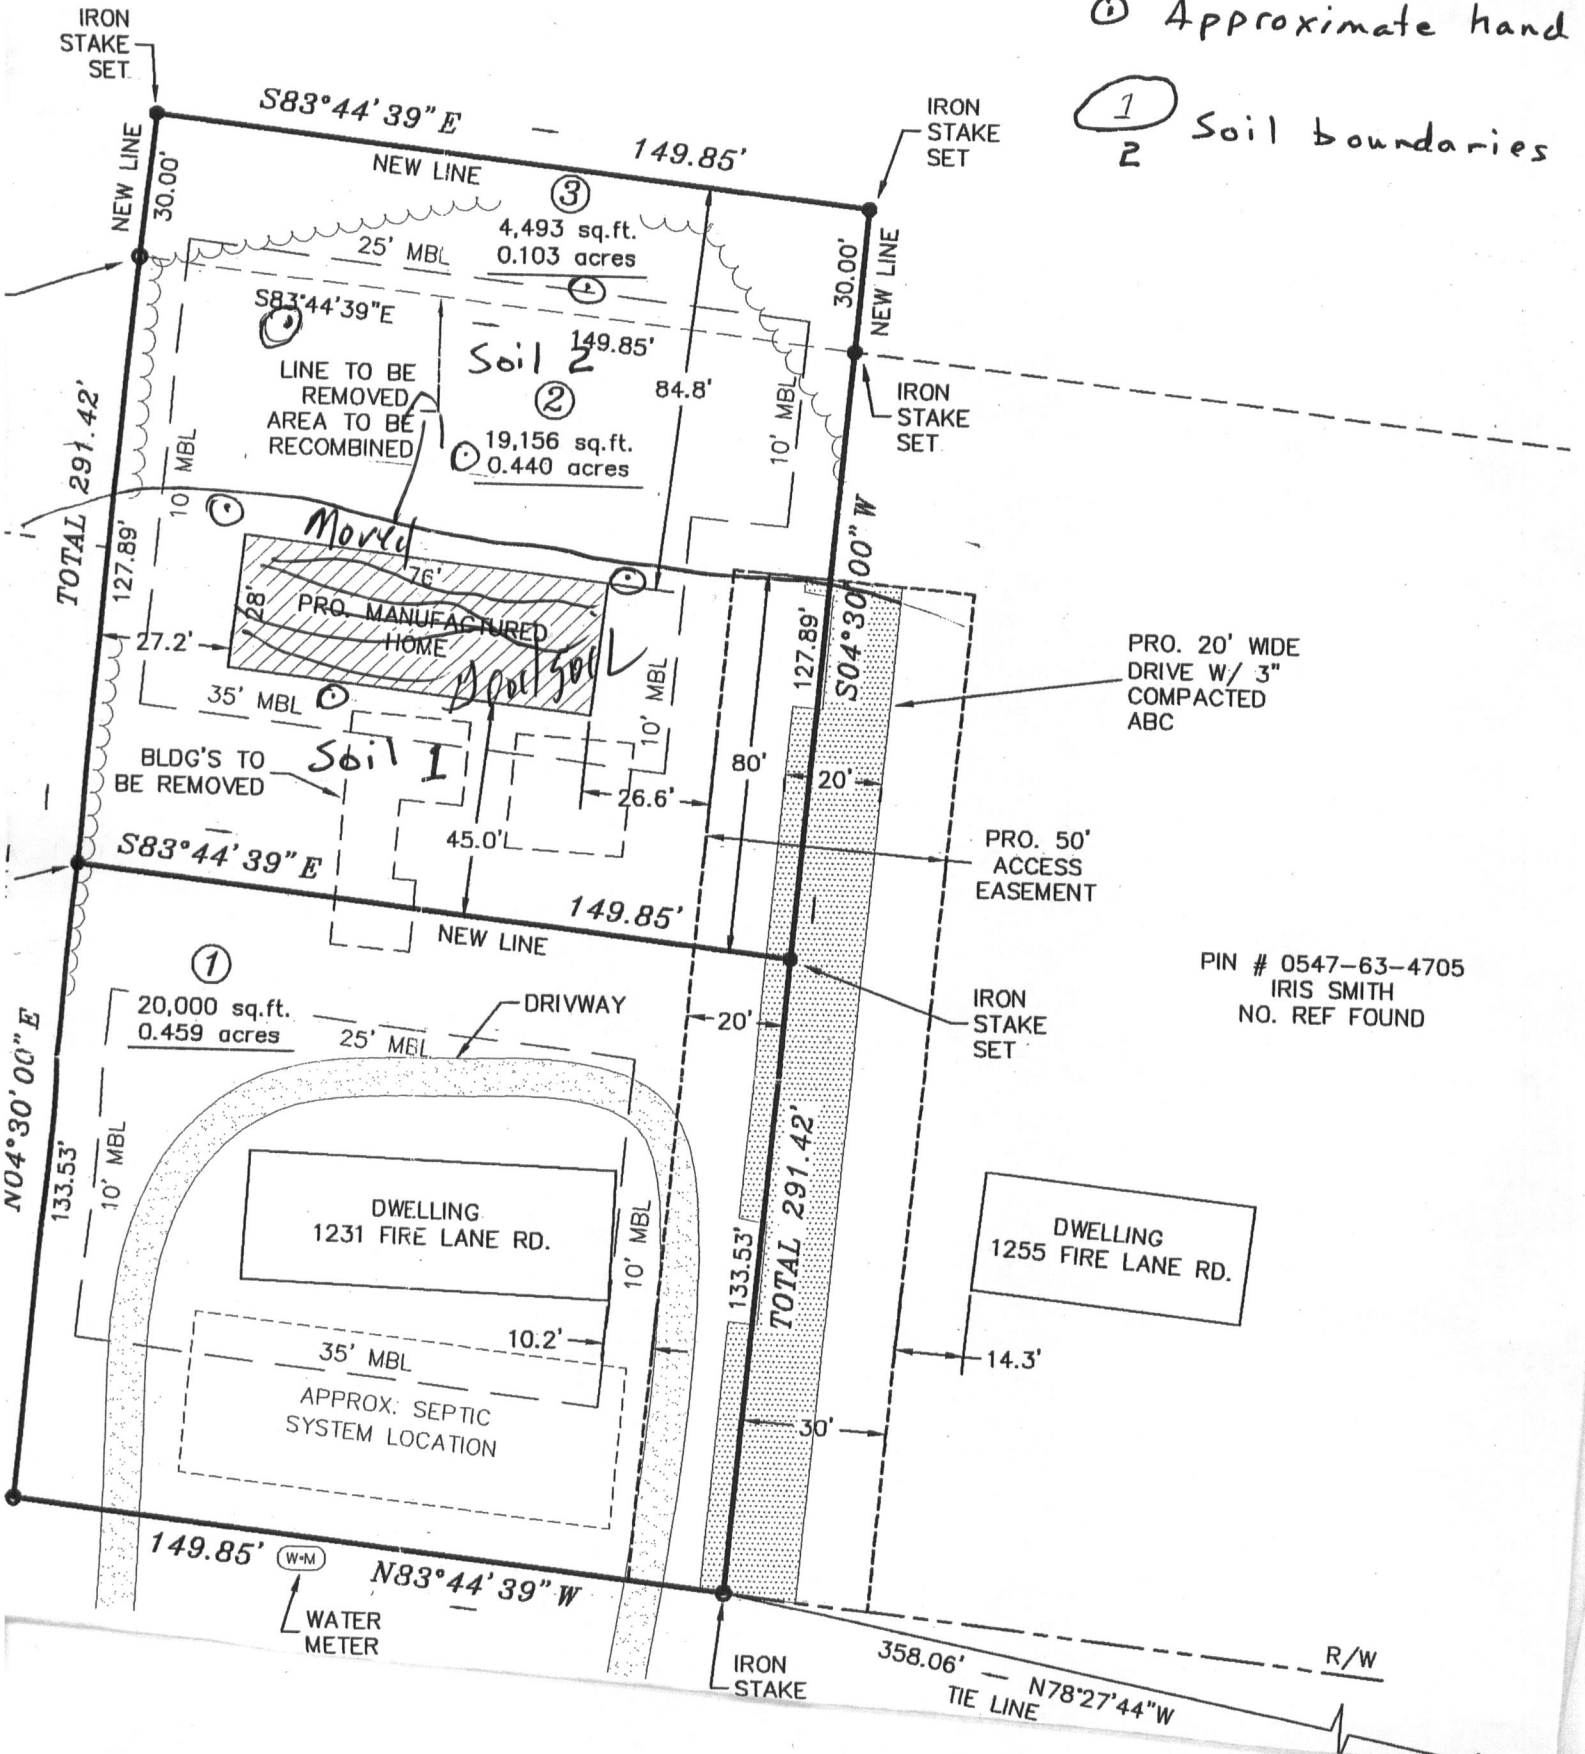 IRON
STAKE
SET
Approximate hand
1
2
Soil boundaries
S83°44'39"E — 149.85'
NEW LINE
IRON
STAKE
SET
NEW LINE
30.00'
3
4,493 sq.ft.
0.103 acres
25' MBL
30.00'
NEW LINE
S83°44'39"E — 149.85'
Soil 2
LINE TO BE
REMOVED
AREA TO BE
RECOMBINED
2
19,156 sq.ft.
0.440 acres
84.8'
10' MBL
IRON
STAKE
SET
10' MBL
TOTAL 291.42'
127.89'
S04°30'00"W
127.89'
Moved
76'
28'
PRO. MANUFACTURED
HOME
27.2'
35' MBL
10' MBL
PRO. 20' WIDE
DRIVE W/ 3"
COMPACTED
ABC
Soil 1
BLDG'S TO
BE REMOVED
80'
20'
26.6'
45.0'
PRO. 50'
ACCESS
EASEMENT
S83°44'39"E
149.85'
NEW LINE
1
20,000 sq.ft.
0.459 acres
DRIVWAY
25' MBL
20'
IRON
STAKE
SET
PIN # 0547-63-4705
IRIS SMITH
NO. REF FOUND
N04°30'00"E
133.53'
10' MBL
DWELLING
1231 FIRE LANE RD.
10' MBL
133.53'
TOTAL 291.42'
DWELLING
1255 FIRE LANE RD.
10.2'
35' MBL
14.3'
APPROX. SEPTIC
SYSTEM LOCATION
30'
149.85'
W M
N83°44'39"W
WATER
METER
IRON
STAKE
358.06' — N78°27'44"W
TIE LINE
R/W